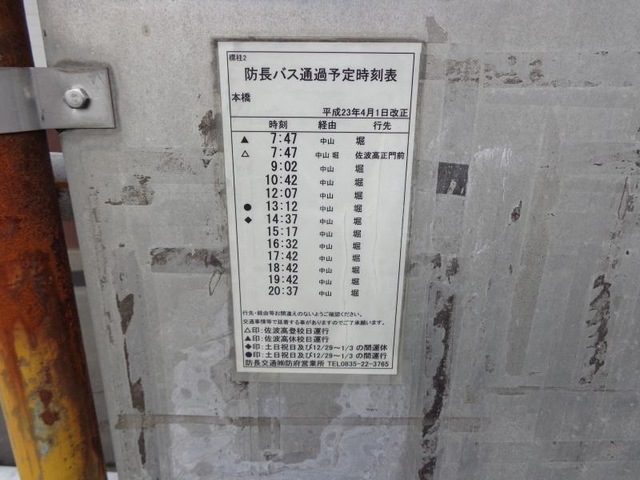 標柱2
防長バス通過予定時刻表
本橋
平成23年4月1日改正
時刻 経由 行先
▲ 7:47 中山 堀
△ 7:47 中山 堀 佐波高正門前
9:02 中山 堀
10:42 中山 堀
12:07 中山 堀
● 13:12 中山 堀
◆ 14:37 中山 堀
15:17 中山 堀
16:32 中山 堀
17:42 中山 堀
18:42 中山 堀
19:42 中山 堀
20:37 中山 堀
行先・経由等お間違えのないようご確認ください。
交通事情等で延着する事がありますのでご了承願います。
△印:佐波高登校日運行
▲印:佐波高休校日運行
◆印:土日祝日及び12/29～1/3の間運休
●印:土日祝日及び12/29～1/3の間運行
防長交通㈱防府営業所 TEL0835-22-3765